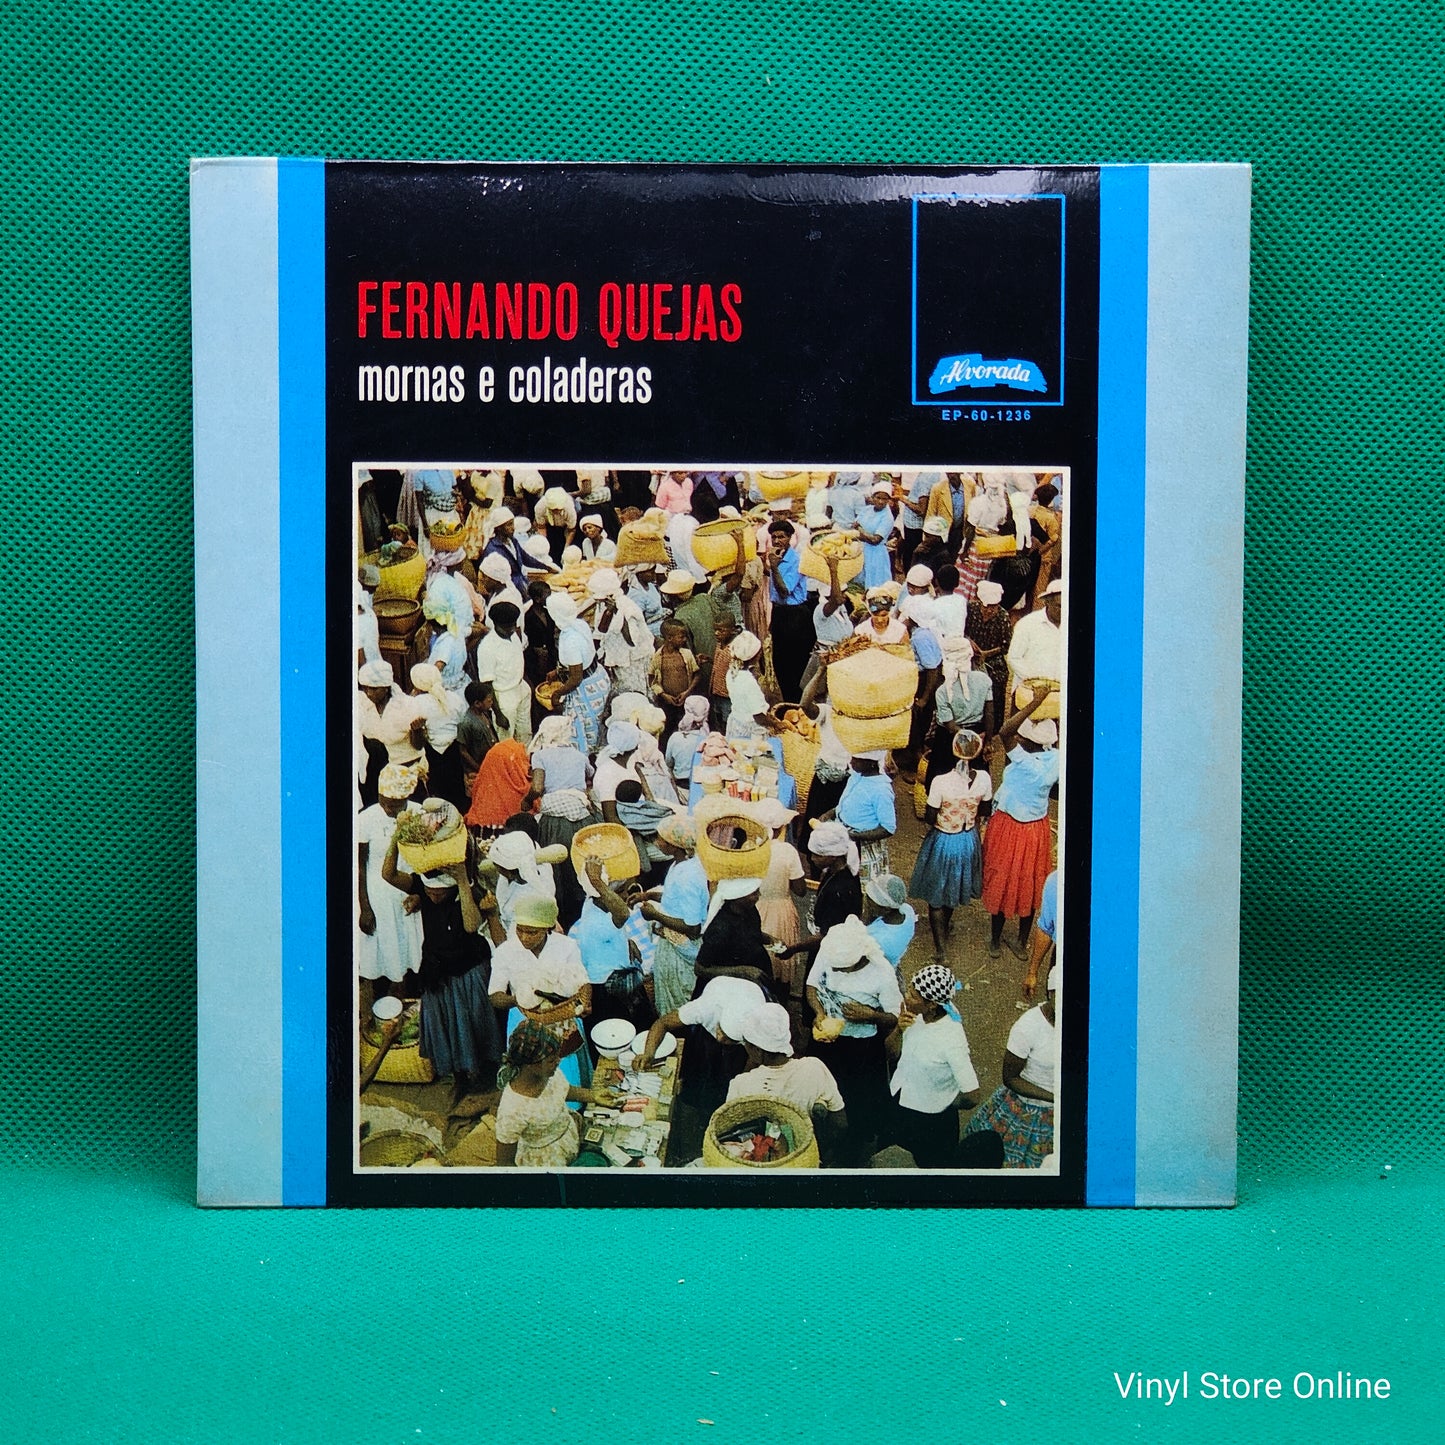 FERNANDO QUEJAS
mornas e coladeras
Alvorada
EP-60-1236
Vinyl Store Online